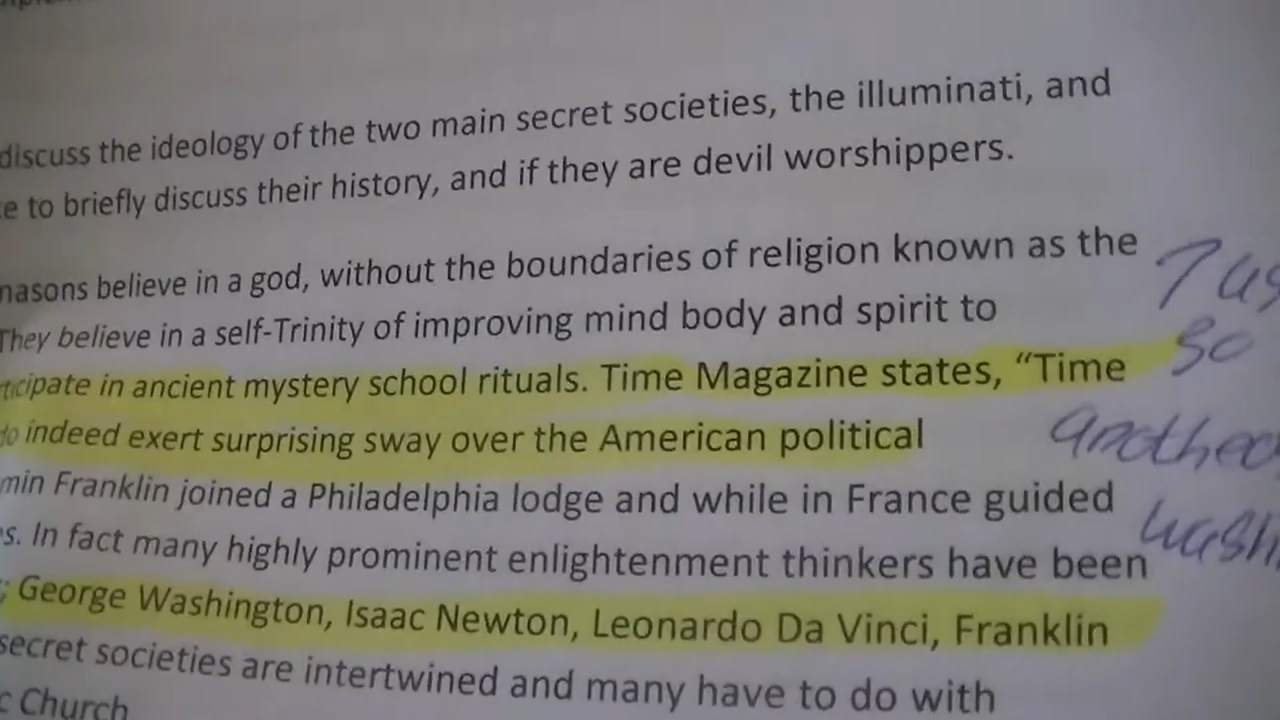 discuss the ideology of the two main secret societies, the illuminati, and
to briefly discuss their history, and if they are devil worshippers.
believe in a god, without the boundaries of religion known as the
They believe in a self-Trinity of improving mind body and spirit to
in ancient mystery school rituals. Time Magazine states, “Time
do indeed exert surprising sway over the American political
Franklin joined a Philadelphia lodge and while in France guided
In fact many highly prominent enlightenment thinkers have been
; George Washington, Isaac Newton, Leonardo Da Vinci, Franklin
secret societies are intertwined and many have to do with
Church
so